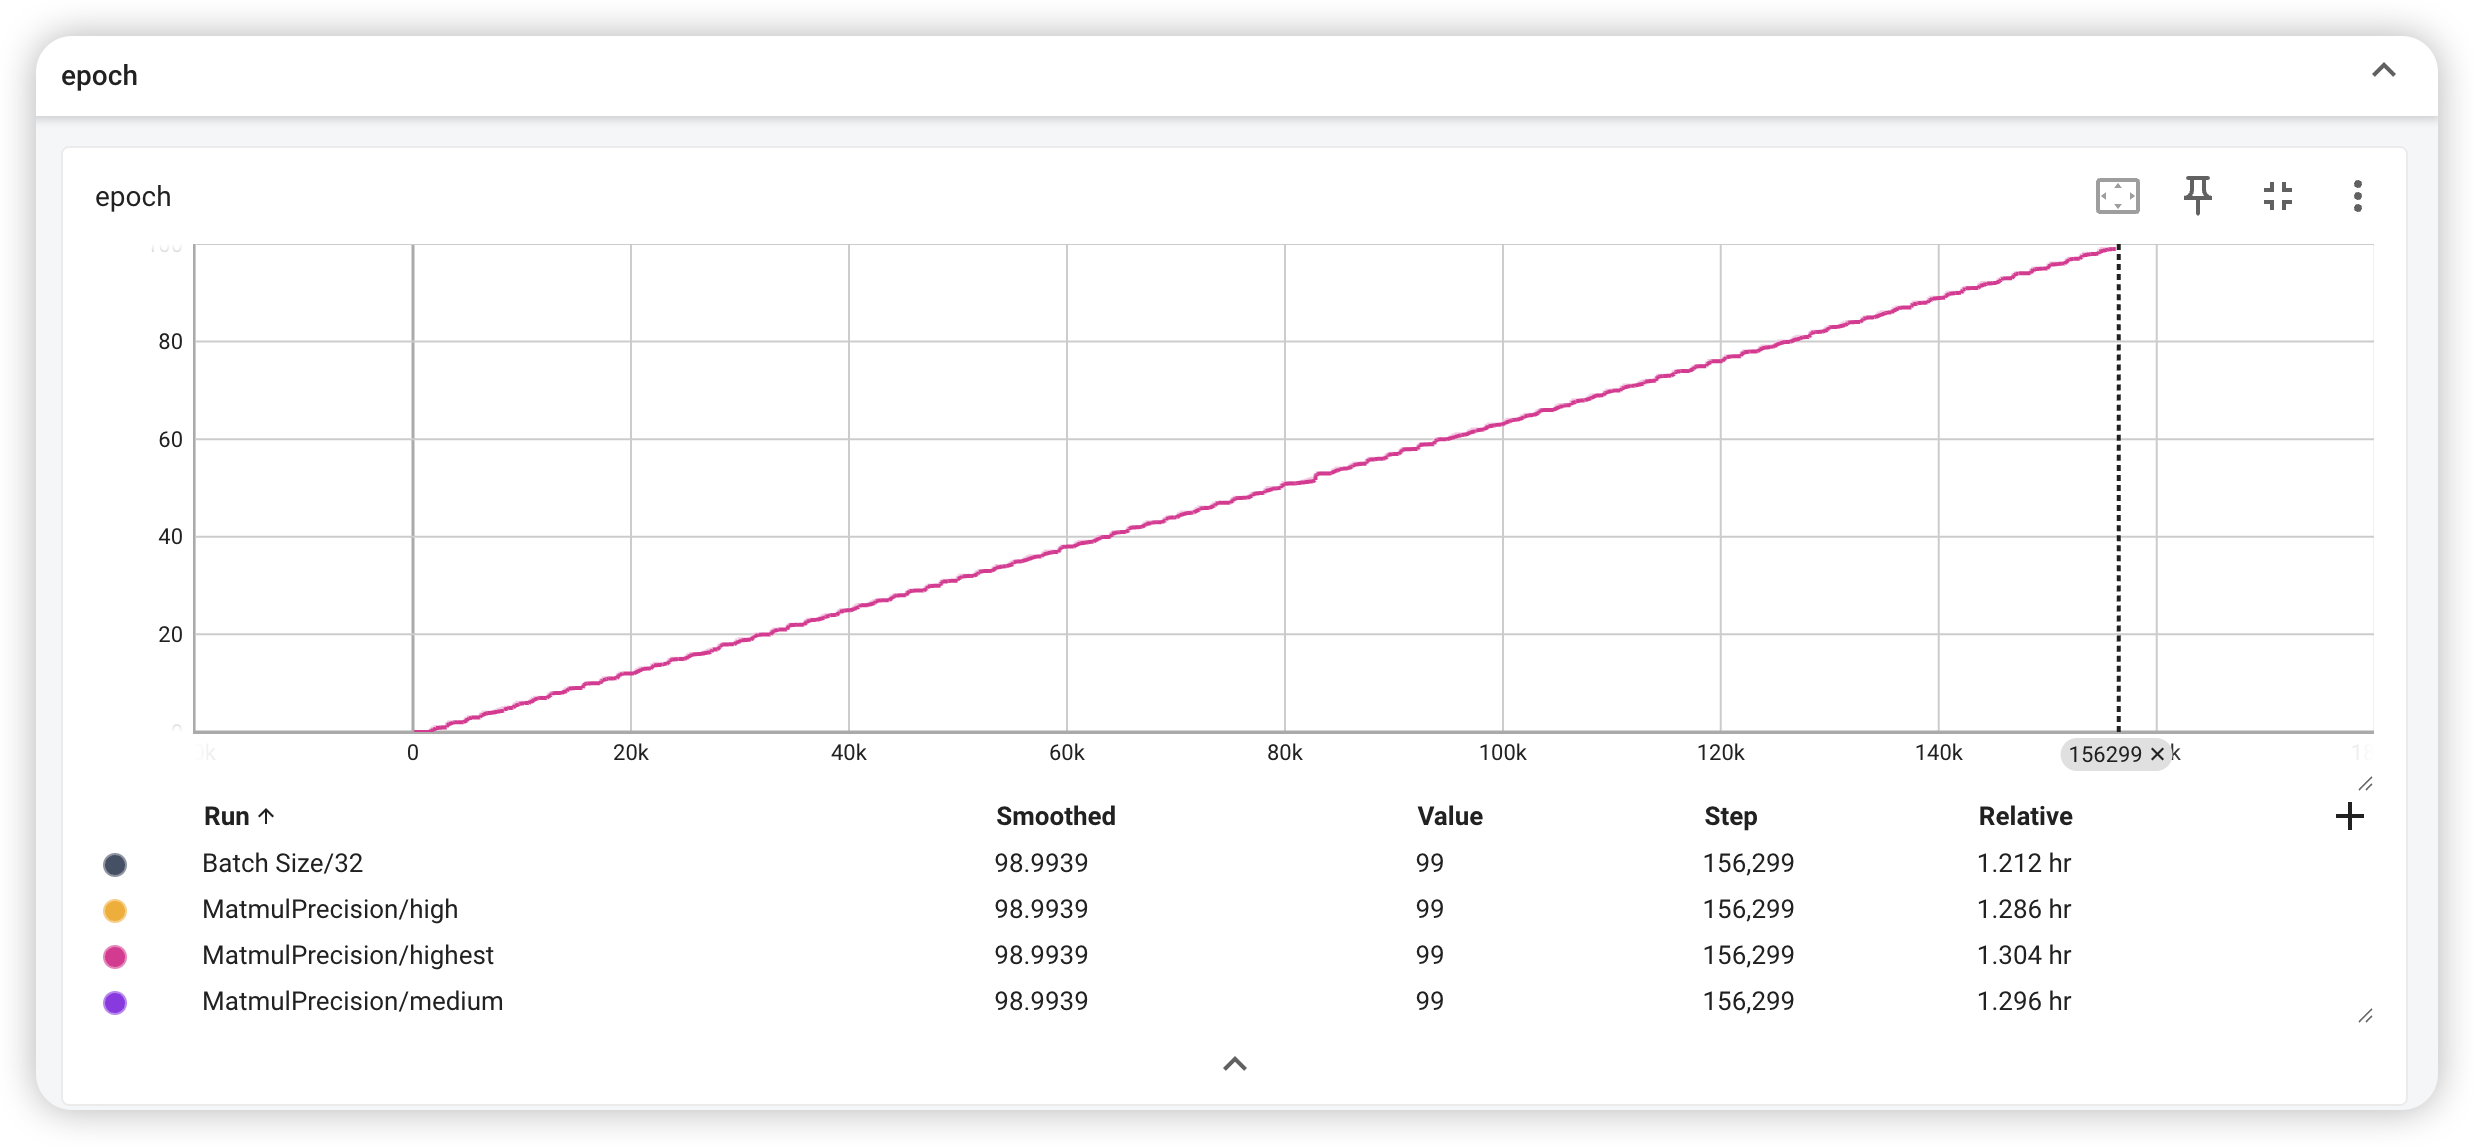 epoch
epoch
80
60
40
20
0 20k 40k 60k 80k 100k 120k 140k 156299 × k
Run ↑ Smoothed Value Step Relative +
Batch Size/32 98.9939 99 156,299 1.212 hr
MatmulPrecision/high 98.9939 99 156,299 1.286 hr
MatmulPrecision/highest 98.9939 99 156,299 1.304 hr
MatmulPrecision/medium 98.9939 99 156,299 1.296 hr